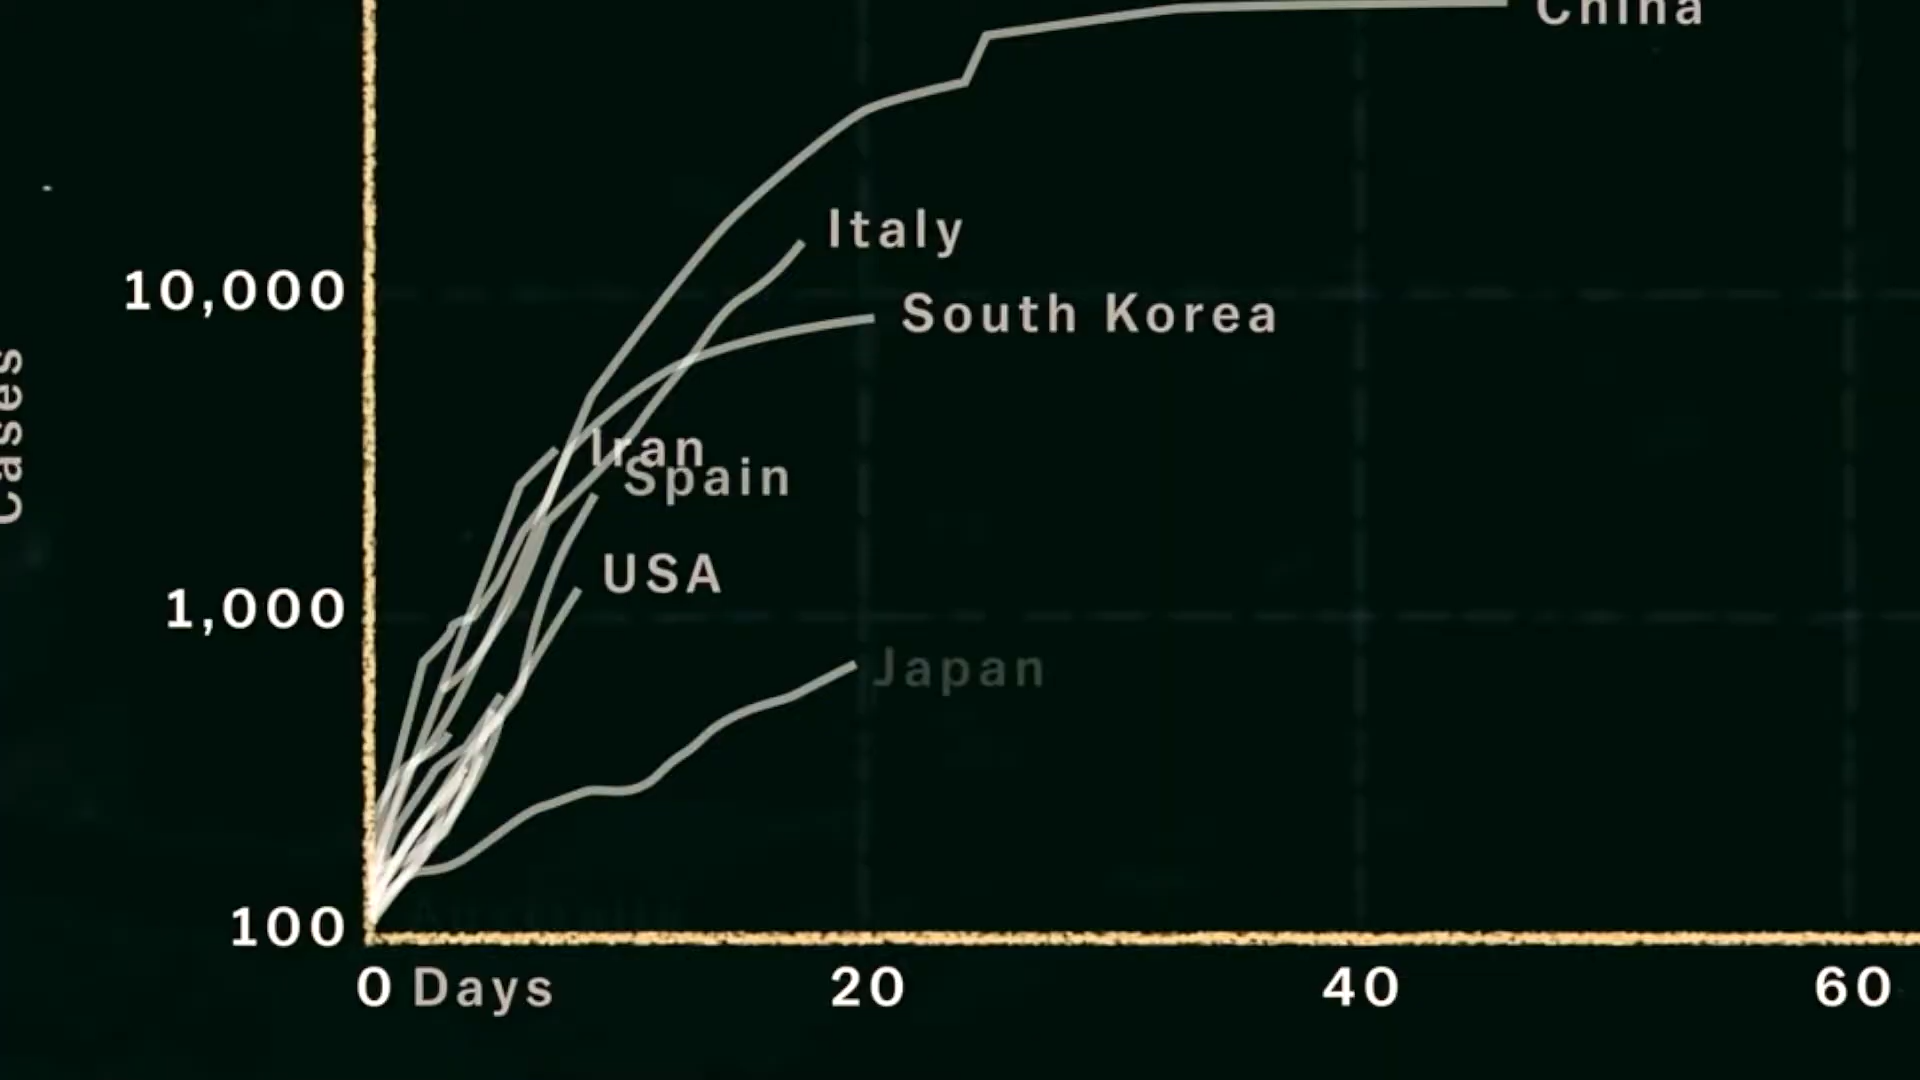 China
Italy
10,000
South Korea
Cases
Iran
Spain
USA
1,000
Japan
100
0 Days
20
40
60